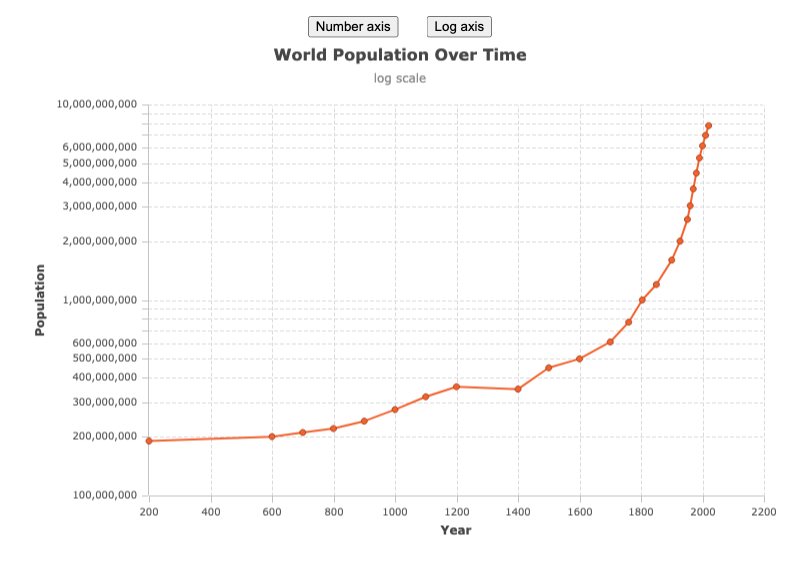 Number axis Log axis
World Population Over Time
log scale
10,000,000,000
6,000,000,000
5,000,000,000
4,000,000,000
3,000,000,000
2,000,000,000
1,000,000,000
600,000,000
500,000,000
400,000,000
300,000,000
200,000,000
100,000,000
Population
200 400 600 800 1000 1200 1400 1600 1800 2000 2200
Year